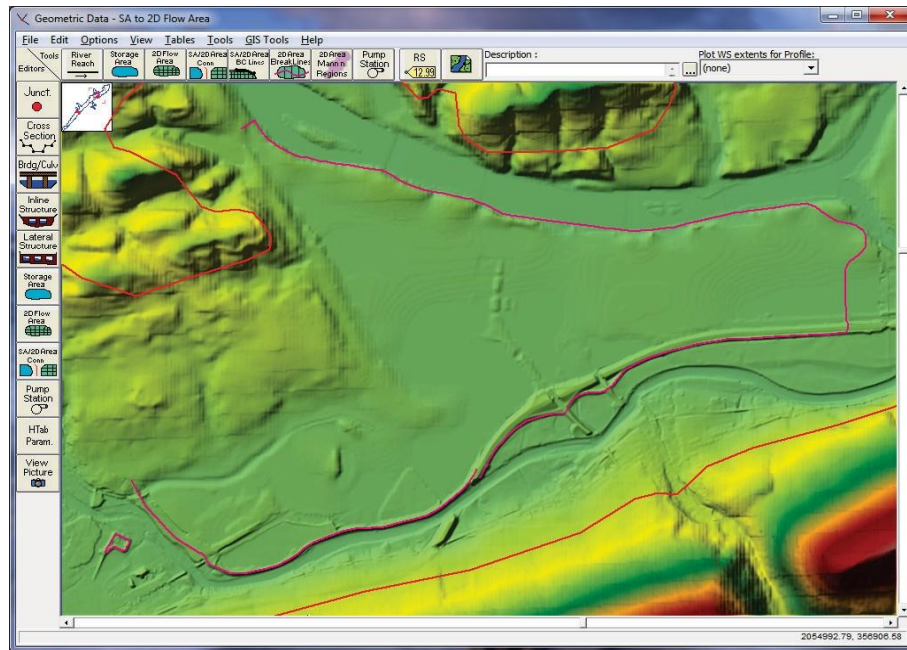 Geometric Data - SA to 2D Flow Area
File Edit Options View Tables Tools GIS Tools Help
Tools
Editors
River
Reach
Storage
Area
2D Flow
Area
SA/2D Area
Conn
SA/2D Area
BC Lines
2D Area
Break Lines
2D Area
Mann n
Regions
Pump
Station
RS
12.99
Description :
...
Plot WS extents for Profile:
(none)
Junct.
Cross
Section
Brdg/Culv
Inline
Structure
Lateral
Structure
Storage
Area
2D Flow
Area
SA/2D Area
Conn
Pump
Station
HTab
Param.
View
Picture
2054992.79, 356906.58